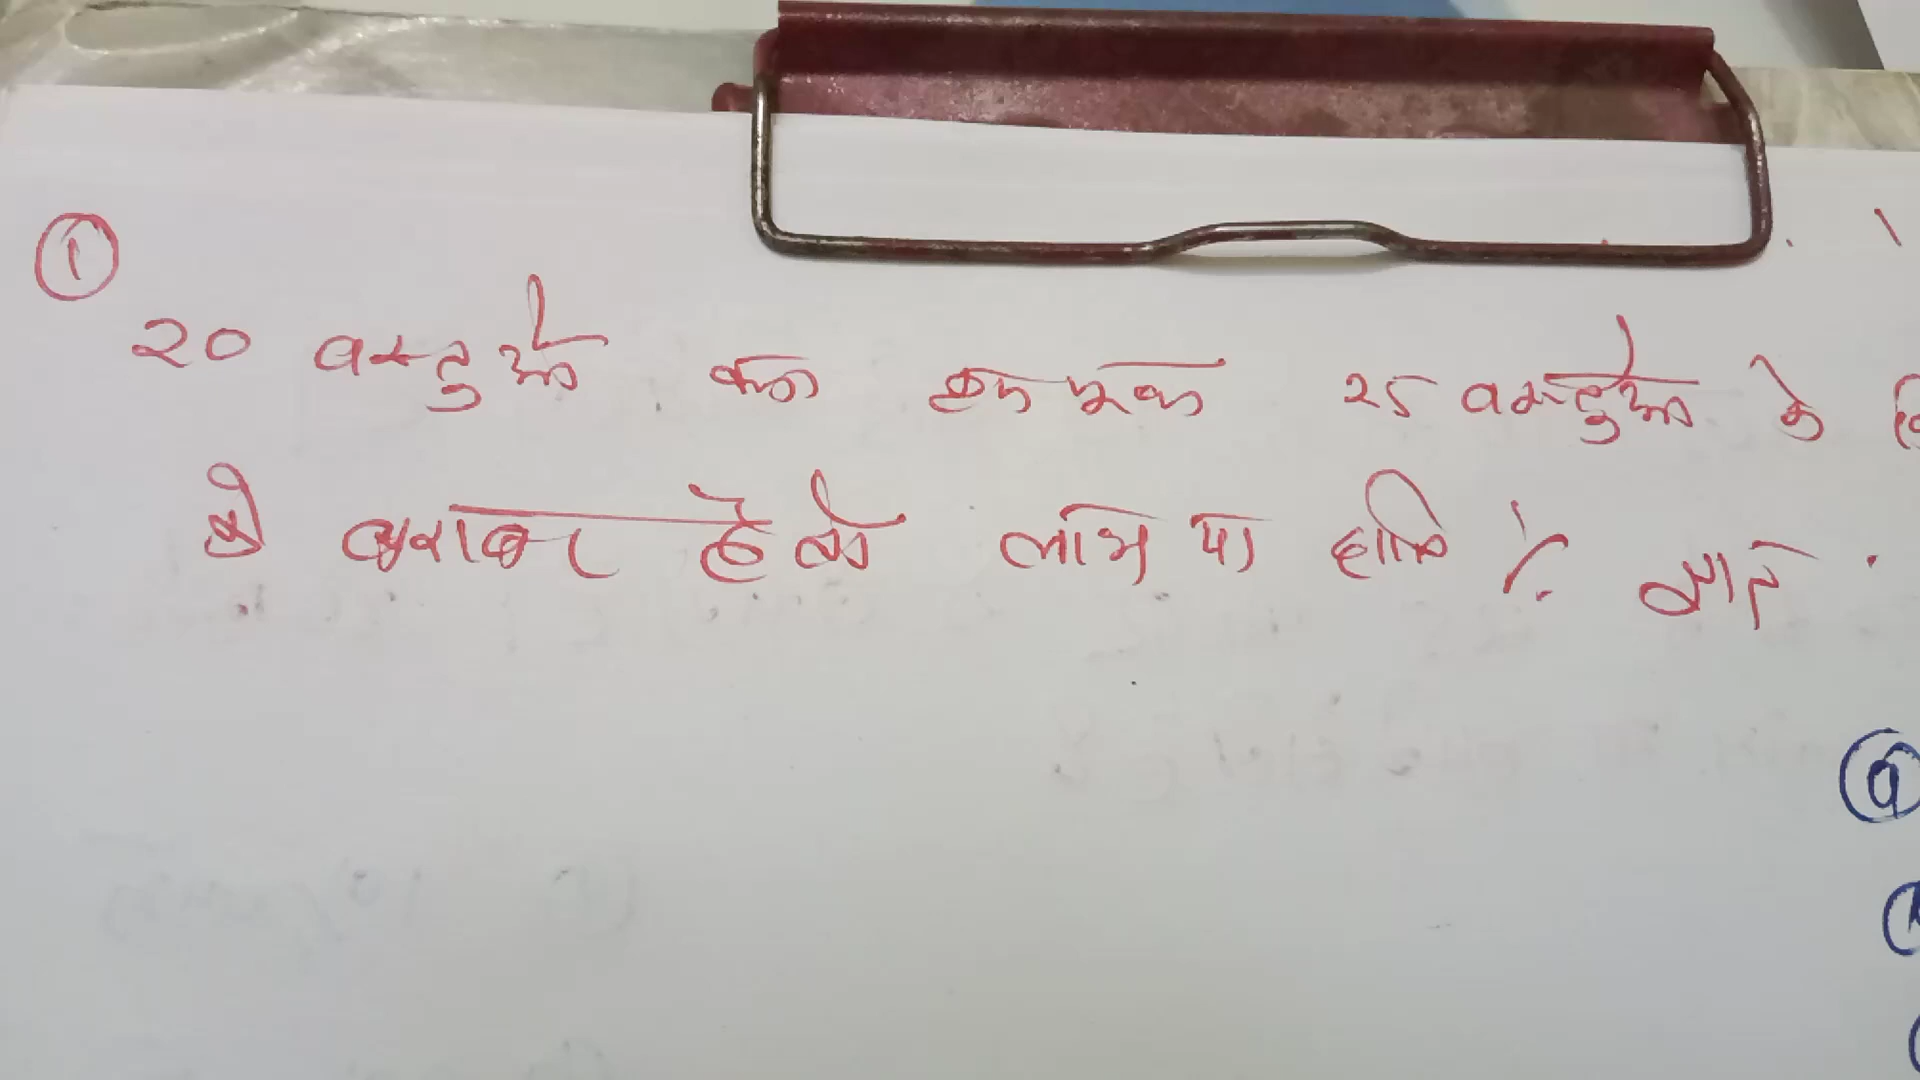 ①
20 वस्तुओं का क्रय मूल्य 25 वस्तुओं के
के बराबर है तो लाभ या हानि % ज्ञात